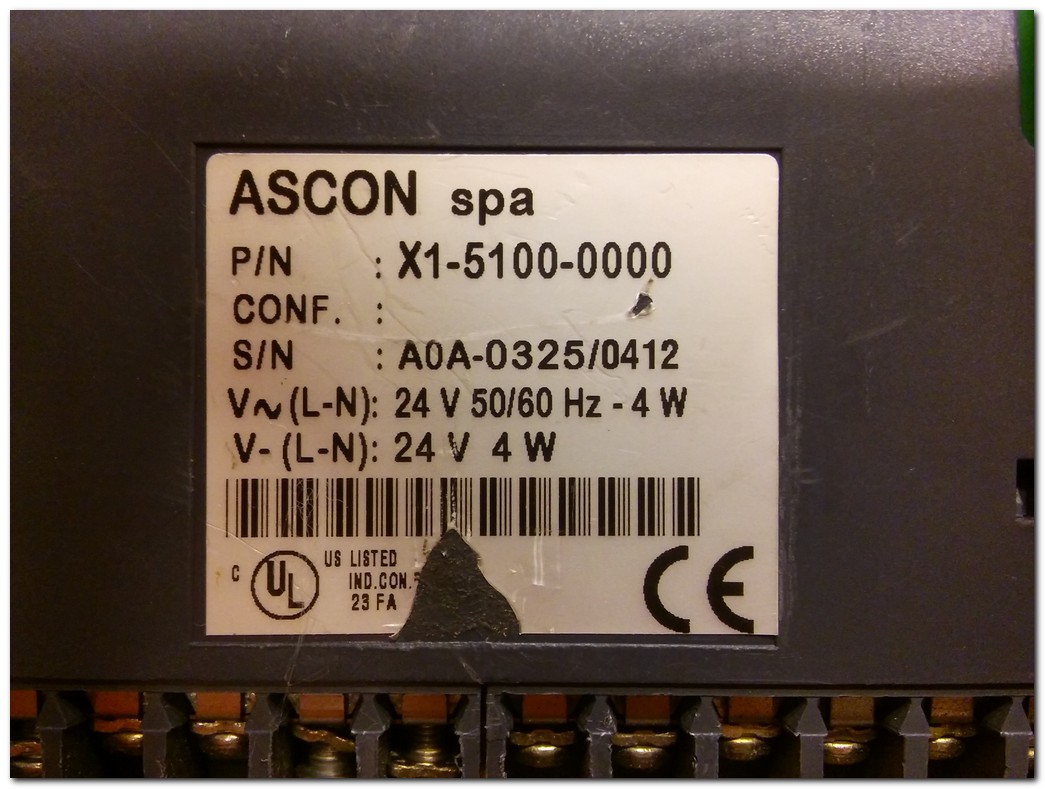 ASCON spa
P/N : X1-5100-0000
CONF. :
S/N : A0A-0325/0412
V~(L-N): 24 V 50/60 Hz - 4 W
V- (L-N): 24 V 4 W
C UL US LISTED
IND.CON.
23 FA
CE